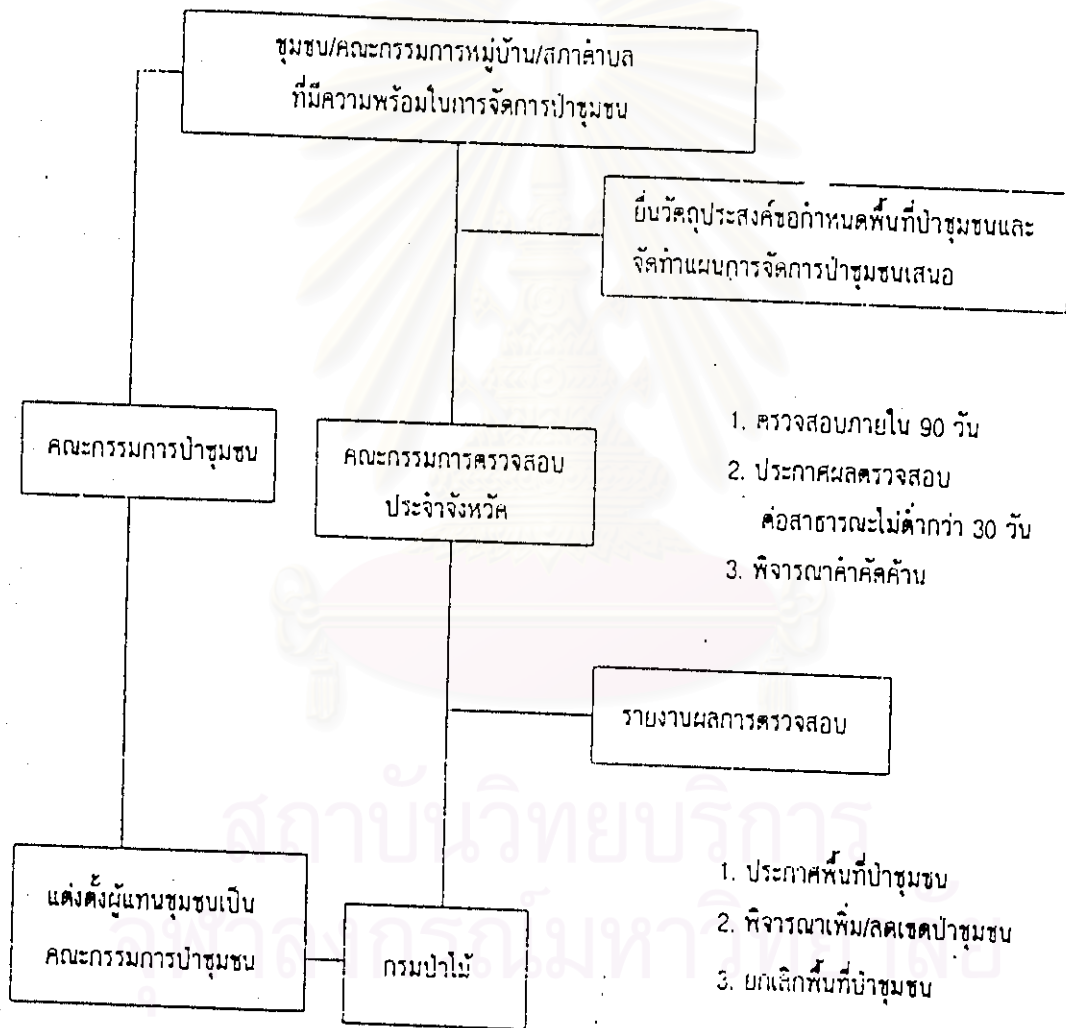 ชุมชน/คณะกรรมการหมู่บ้าน/สภาตำบล
ที่มีความพร้อมในการจัดการป่าชุมชน
ยื่นวัตถุประสงค์ขอกำหนดพื้นที่ป่าชุมชนและ
จัดทำแผนการจัดการป่าชุมชนเสนอ
คณะกรรมการป่าชุมชน
คณะกรรมการตรวจสอบ
ประจำจังหวัด
1. ตรวจสอบภายใน 90 วัน
2. ประกาศผลตรวจสอบ
ต่อสาธารณะไม่ต่ำกว่า 30 วัน
3. พิจารณาคำคัดค้าน
รายงานผลการตรวจสอบ
แต่งตั้งผู้แทนชุมชนเป็น
คณะกรรมการป่าชุมชน
กรมป่าไม้
1. ประกาศพื้นที่ป่าชุมชน
2. พิจารณาเพิ่ม/ลดเขตป่าชุมชน
3. ยกเลิกพื้นที่ป่าชุมชน
สถาบันวิทยบริการ
จุฬาลงกรณ์มหาวิทยาลัย